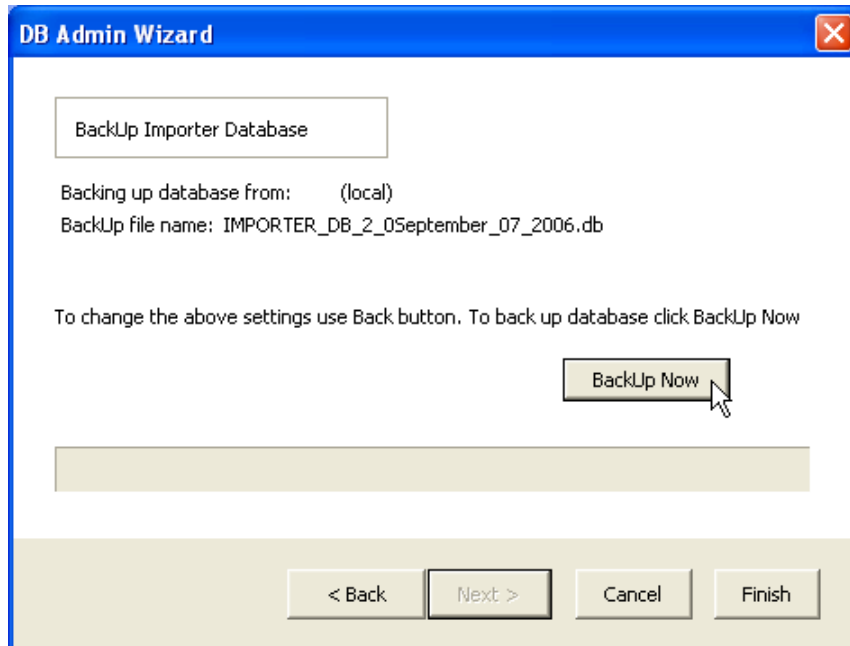 DB Admin Wizard
BackUp Importer Database
Backing up database from: (local)
BackUp file name: IMPORTER_DB_2_0September_07_2006.db
To change the above settings use Back button. To back up database click BackUp Now
BackUp Now
< Back Next > Cancel Finish